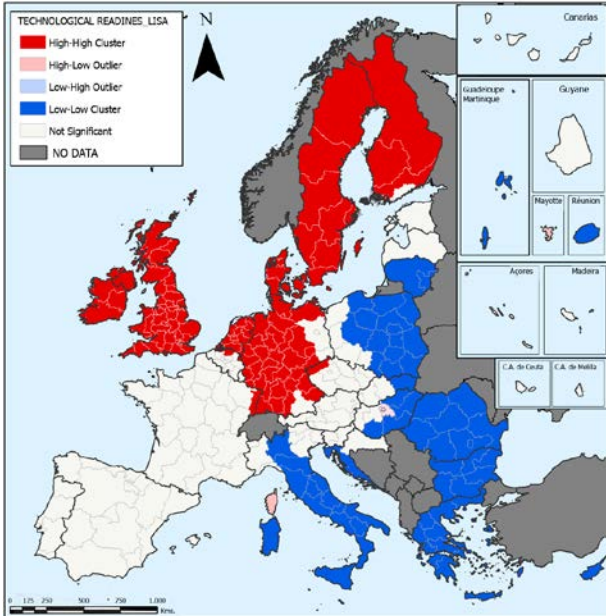 TECHNOLOGICAL READINES_LISA
High-High Cluster
High-Low Outlier
Low-High Outlier
Low-Low Cluster
Not Significant
NO DATA
N
Canarias
Guadeloupe
Martinique
Guyane
Mayotte
Réunion
Açores
Madeira
C.A. de Ceuta
C.A. de Melilla
0 125 250 500 750 1.000
Kms.